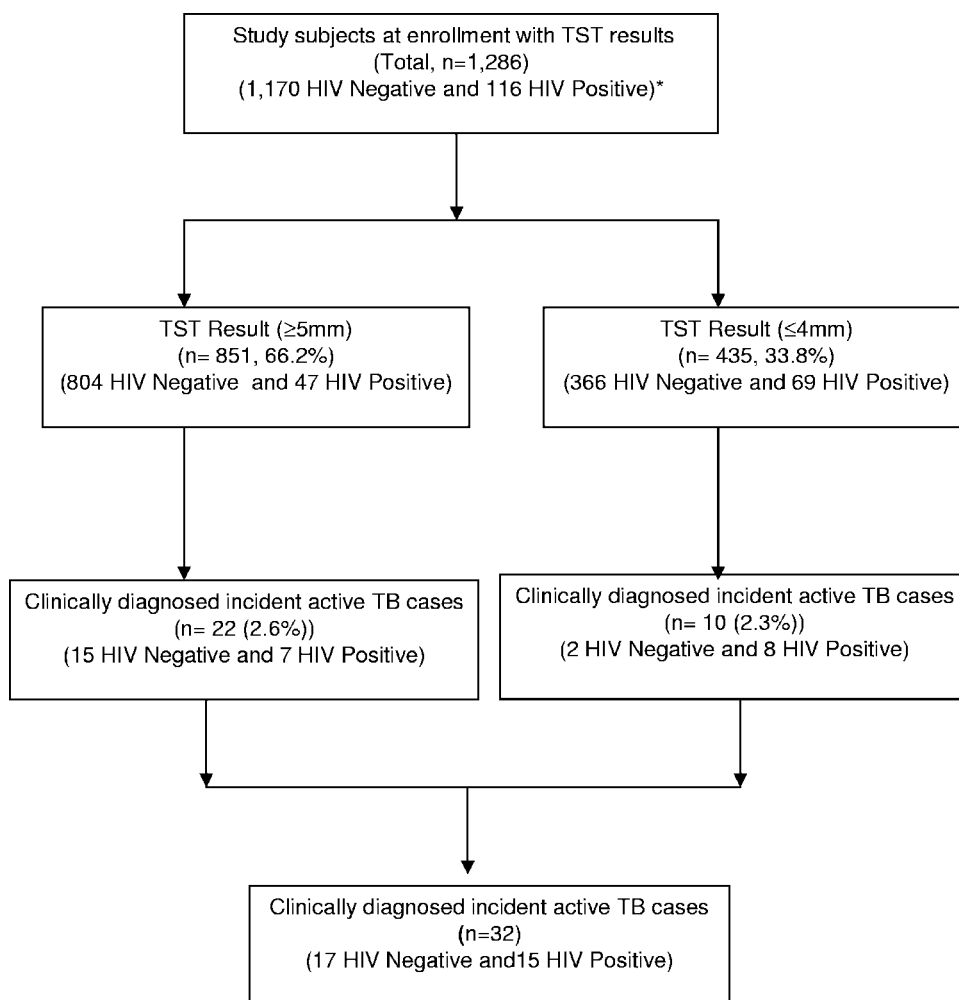 Study subjects at enrollment with TST results
(Total, n=1,286)
(1,170 HIV Negative and 116 HIV Positive)*
TST Result (≥5mm)
(n= 851, 66.2%)
(804 HIV Negative and 47 HIV Positive)
TST Result (≤4mm)
(n= 435, 33.8%)
(366 HIV Negative and 69 HIV Positive)
Clinically diagnosed incident active TB cases
(n= 22 (2.6%))
(15 HIV Negative and 7 HIV Positive)
Clinically diagnosed incident active TB cases
(n= 10 (2.3%))
(2 HIV Negative and 8 HIV Positive)
Clinically diagnosed incident active TB cases
(n=32)
(17 HIV Negative and15 HIV Positive)